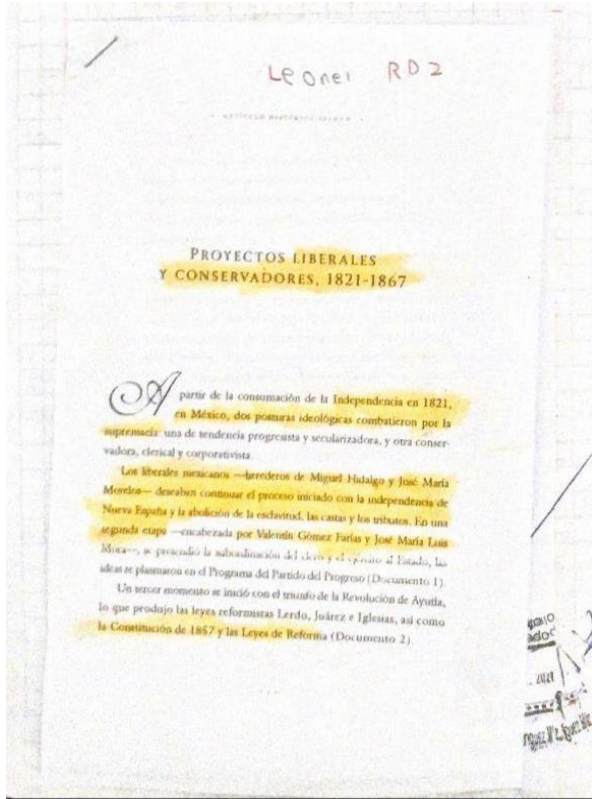 Leonel RD2
PROYECTOS LIBERALES
Y CONSERVADORES, 1821-1867
A partir de la consumación de la Independencia en 1821,
en México, dos posturas ideológicas combatieron por la
supremacía: una de tendencia progresista y secularizadora, y otra conser-
vadora, clerical y corporativista.
Los liberales mexicanos —herederos de Miguel Hidalgo y José María
Morelos— deseaban continuar el proceso iniciado con la independencia de
Nueva España y la abolición de la esclavitud, las castas y los tributos. En una
segunda etapa —encabezada por Valentín Gómez Farías y José María Luis
Mora—, se pretendió la subordinación del clero y el ejército al Estado, las
ideas se plasmaron en el Programa del Partido del Progreso (Documento 1).
Un tercer momento se inició con el triunfo de la Revolución de Ayutla,
lo que produjo las leyes reformistas Lerdo, Juárez e Iglesias, así como
la Constitución de 1857 y las Leyes de Reforma (Documento 2).